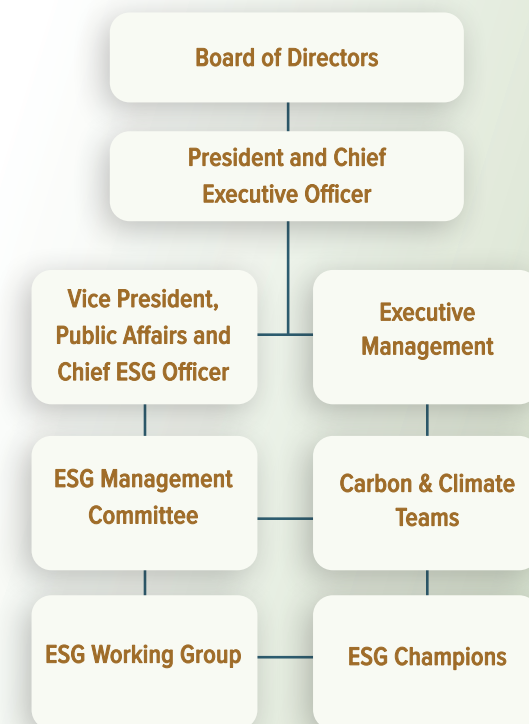 Board of Directors
President and Chief
Executive Officer
Vice President,
Public Affairs and
Chief ESG Officer
Executive
Management
ESG Management
Committee
Carbon & Climate
Teams
ESG Working Group
ESG Champions